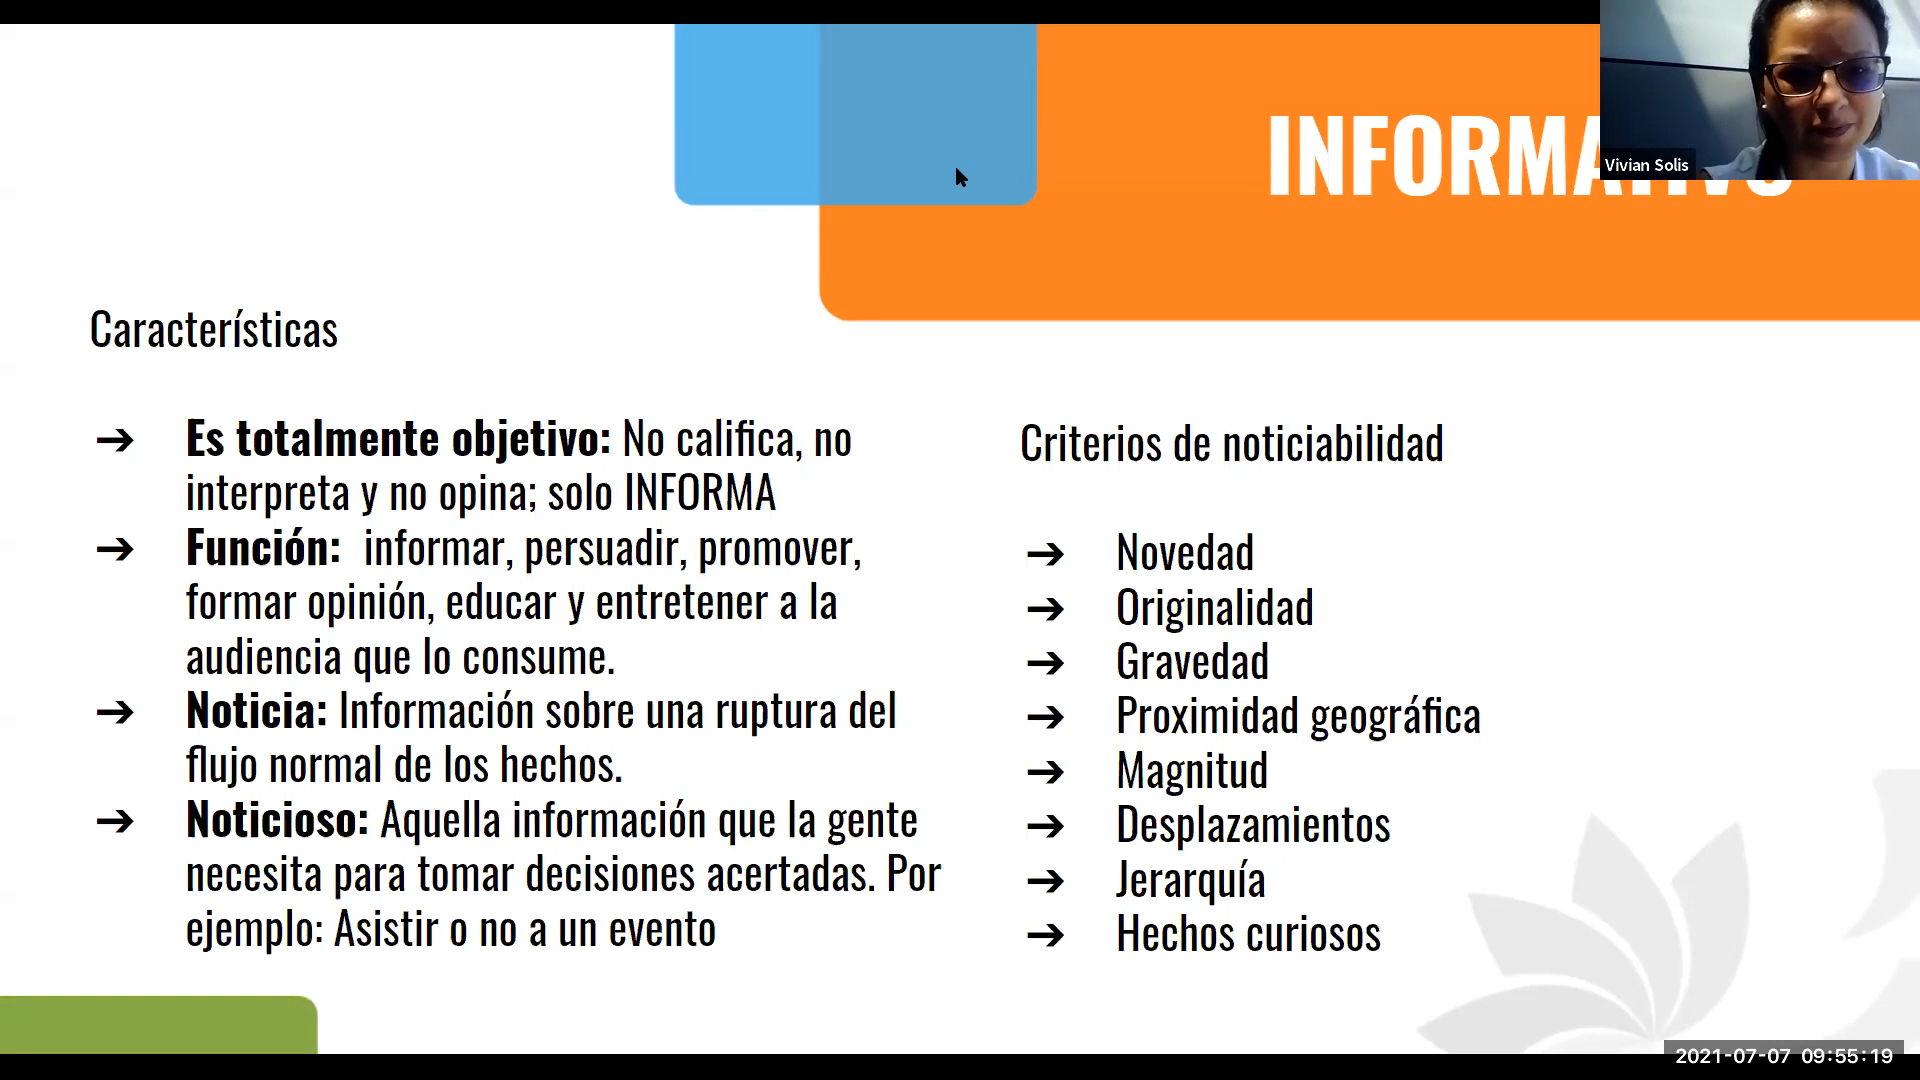 INFORMATIVO
Vivian Solis
Características
➔ Es totalmente objetivo: No califica, no
interpreta y no opina; solo INFORMA
➔ Función: informar, persuadir, promover,
formar opinión, educar y entretener a la
audiencia que lo consume.
➔ Noticia: Información sobre una ruptura del
flujo normal de los hechos.
➔ Noticioso: Aquella información que la gente
necesita para tomar decisiones acertadas. Por
ejemplo: Asistir o no a un evento
Criterios de noticiabilidad
➔ Novedad
➔ Originalidad
➔ Gravedad
➔ Proximidad geográfica
➔ Magnitud
➔ Desplazamientos
➔ Jerarquía
➔ Hechos curiosos
2021-07-07 09:55:19